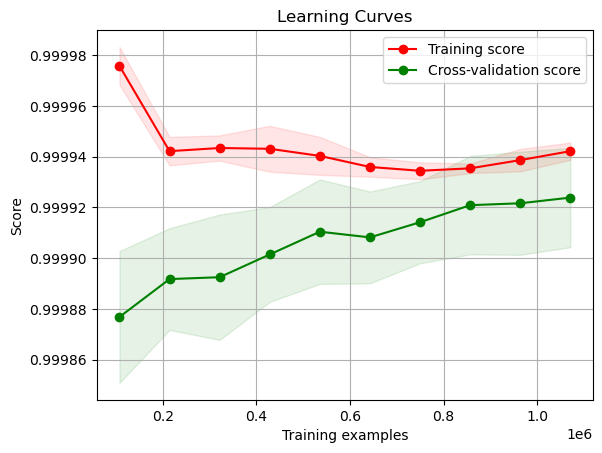 Learning Curves
Training score
Cross-validation score
0.99998
0.99996
0.99994
0.99992
0.99990
0.99988
0.99986
Score
0.2
0.4
0.6
0.8
1.0
1e6
Training examples